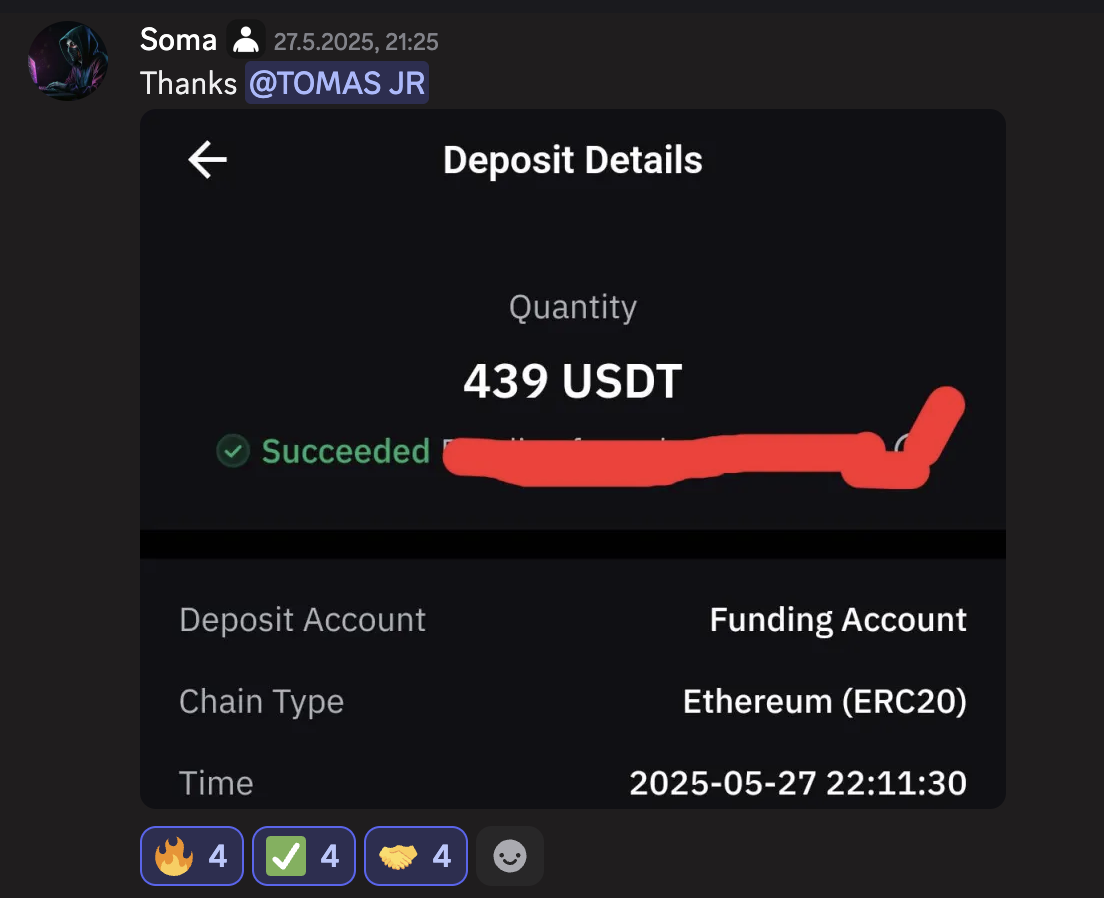 Soma 27.5.2025, 21:25
Thanks @TOMAS JR
Deposit Details
Quantity
439 USDT
Succeeded
Deposit Account Funding Account
Chain Type Ethereum (ERC20)
Time 2025-05-27 22:11:30
4 4 4